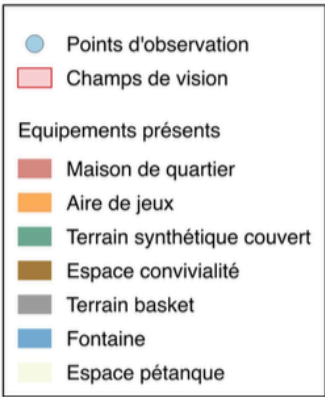 Points d'observation
Champs de vision
Equipements présents
Maison de quartier
Aire de jeux
Terrain synthétique couvert
Espace convivialité
Terrain basket
Fontaine
Espace pétanque